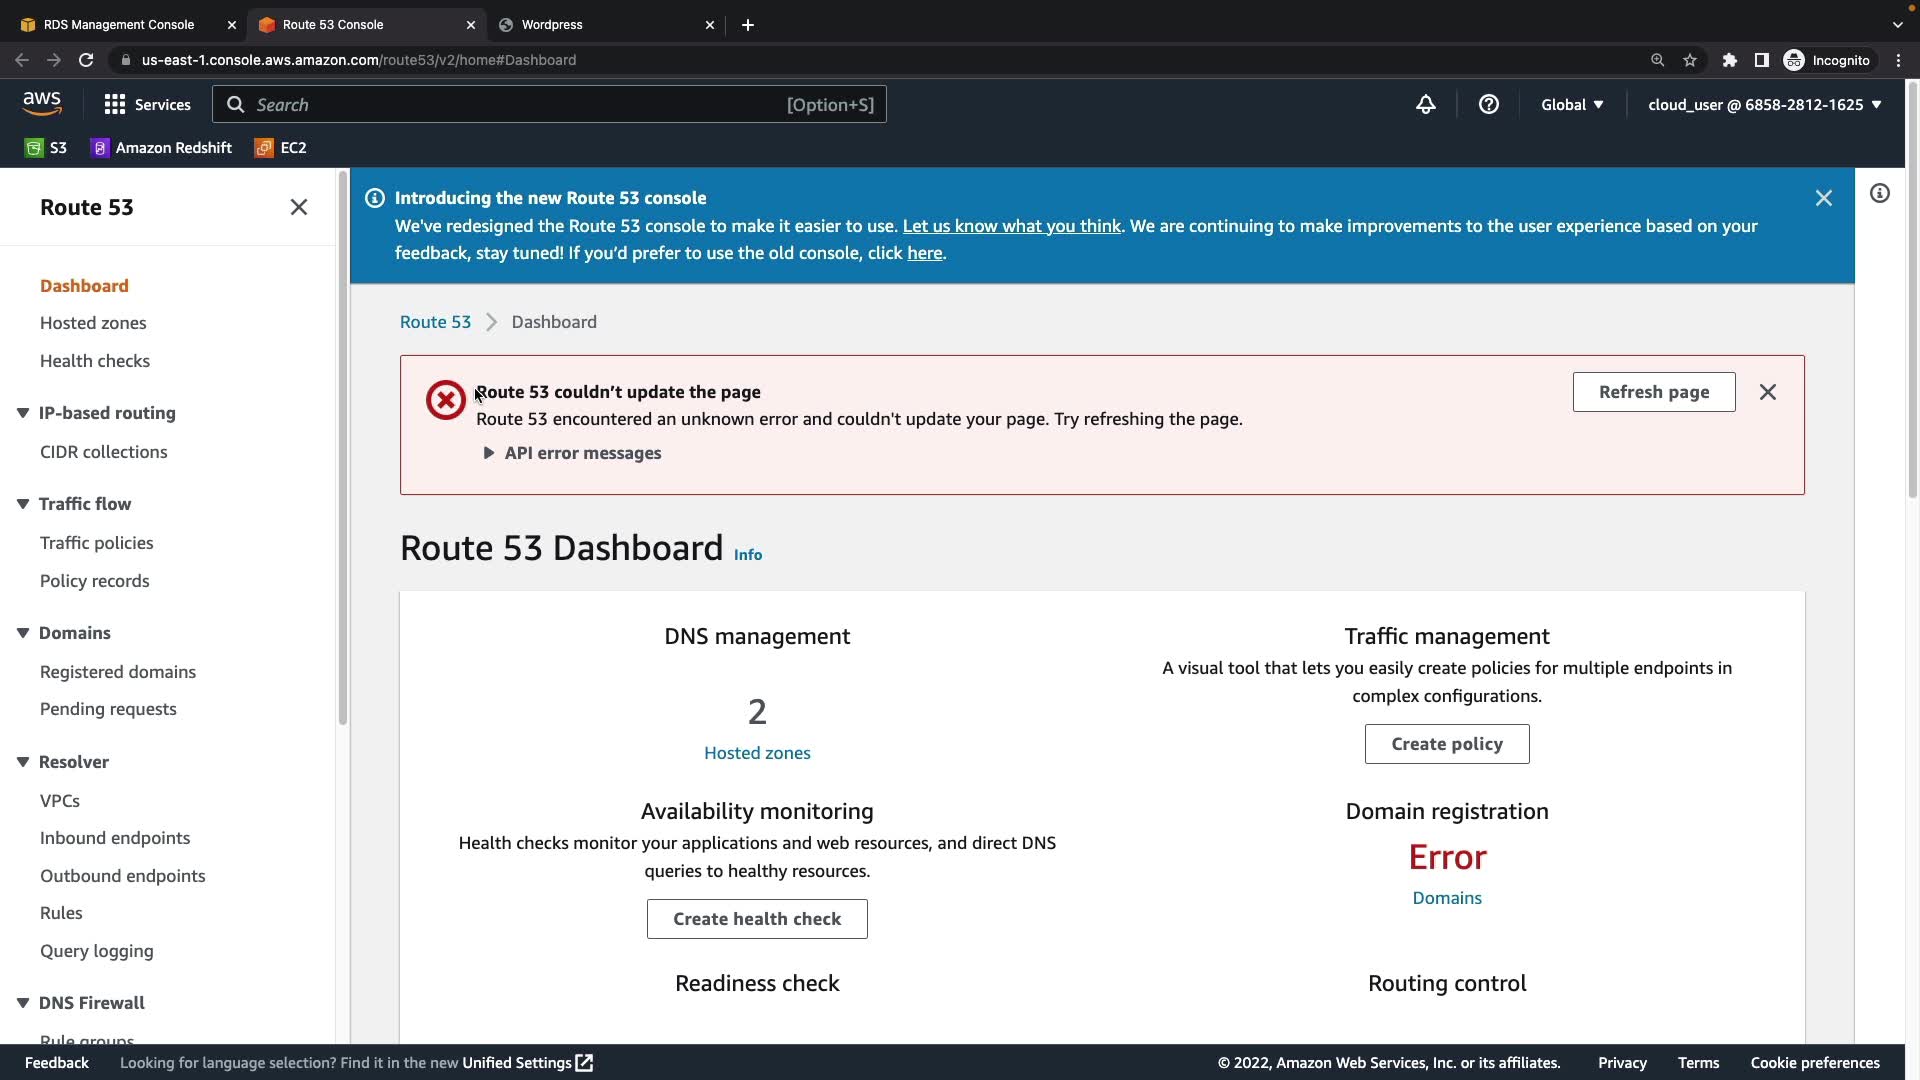 RDS Management Console
Route 53 Console
Wordpress
us-east-1.console.aws.amazon.com/route53/v2/home#Dashboard
Incognito
aws
Services
Search
[Option+S]
Global
cloud_user @ 6858-2812-1625
S3
Amazon Redshift
EC2
Route 53
Dashboard
Hosted zones
Health checks
IP-based routing
CIDR collections
Traffic flow
Traffic policies
Policy records
Domains
Registered domains
Pending requests
Resolver
VPCs
Inbound endpoints
Outbound endpoints
Rules
Query logging
DNS Firewall
Rule groups
Introducing the new Route 53 console
We've redesigned the Route 53 console to make it easier to use. Let us know what you think. We are continuing to make improvements to the user experience based on your
feedback, stay tuned! If you'd prefer to use the old console, click here.
Route 53 > Dashboard
Route 53 couldn't update the page
Route 53 encountered an unknown error and couldn't update your page. Try refreshing the page.
API error messages
Refresh page
Route 53 Dashboard Info
DNS management
2
Hosted zones
Traffic management
A visual tool that lets you easily create policies for multiple endpoints in
complex configurations.
Create policy
Availability monitoring
Health checks monitor your applications and web resources, and direct DNS
queries to healthy resources.
Create health check
Domain registration
Error
Domains
Readiness check
Routing control
Feedback
Looking for language selection? Find it in the new Unified Settings
© 2022, Amazon Web Services, Inc. or its affiliates.
Privacy
Terms
Cookie preferences